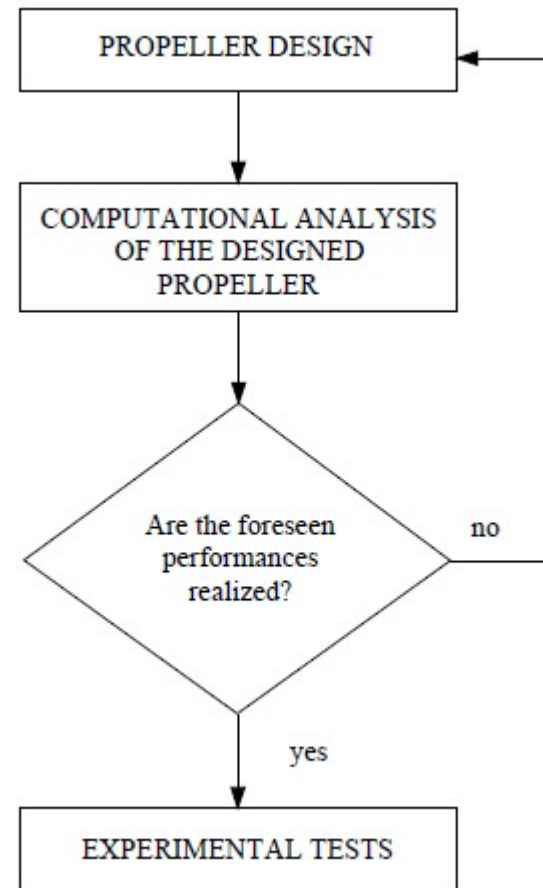 PROPELLER DESIGN
COMPUTATIONAL ANALYSIS
OF THE DESIGNED
PROPELLER
Are the foreseen
performances
realized?
no
yes
EXPERIMENTAL TESTS